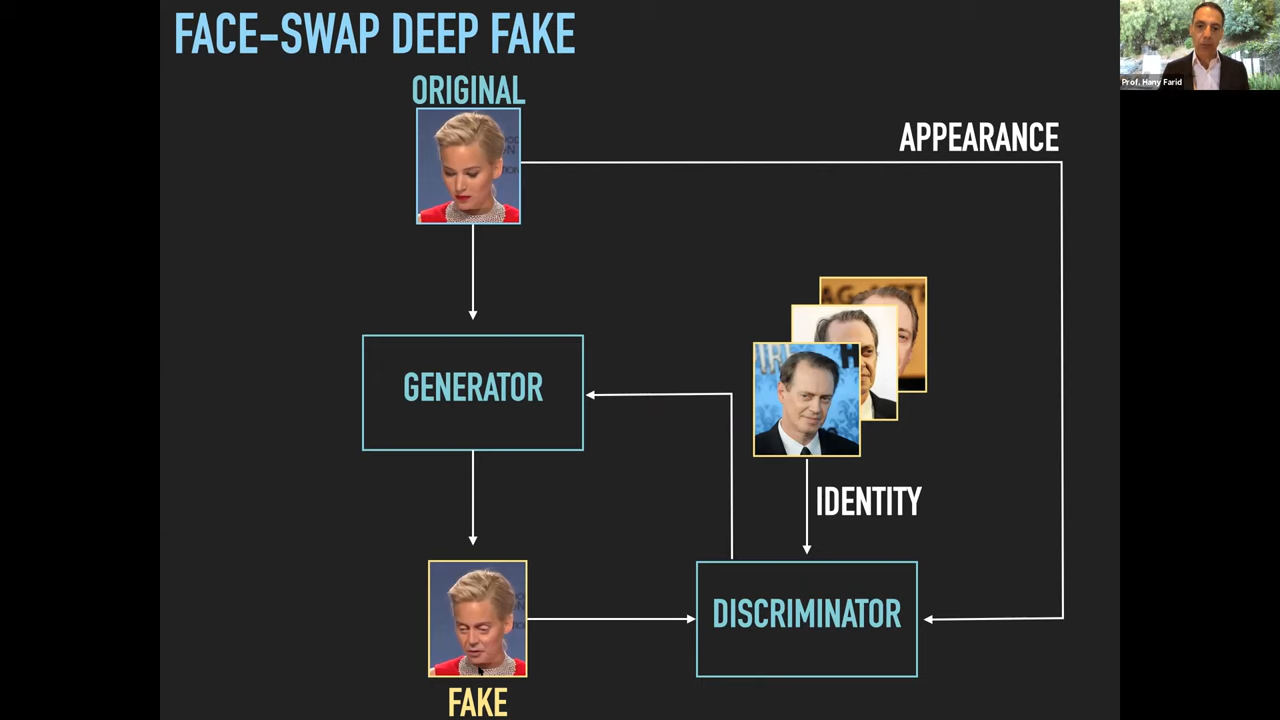 FACE-SWAP DEEP FAKE
Prof. Hany Farid
ORIGINAL
APPEARANCE
GENERATOR
IDENTITY
DISCRIMINATOR
FAKE